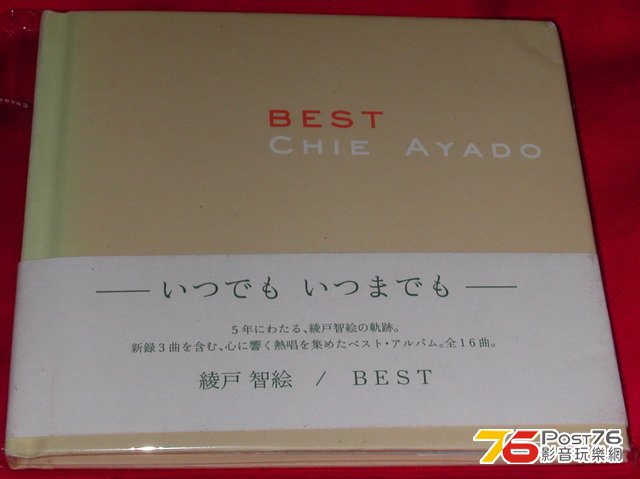 BEST
CHIE AYADO
いつでも いつまでも
5年にわたる、綾戸智絵の軌跡。
新録3曲を含む、心に響く熱唱を集めたベスト・アルバム。全16曲。
綾戸 智絵 / BEST
76 Post76
影音玩樂網